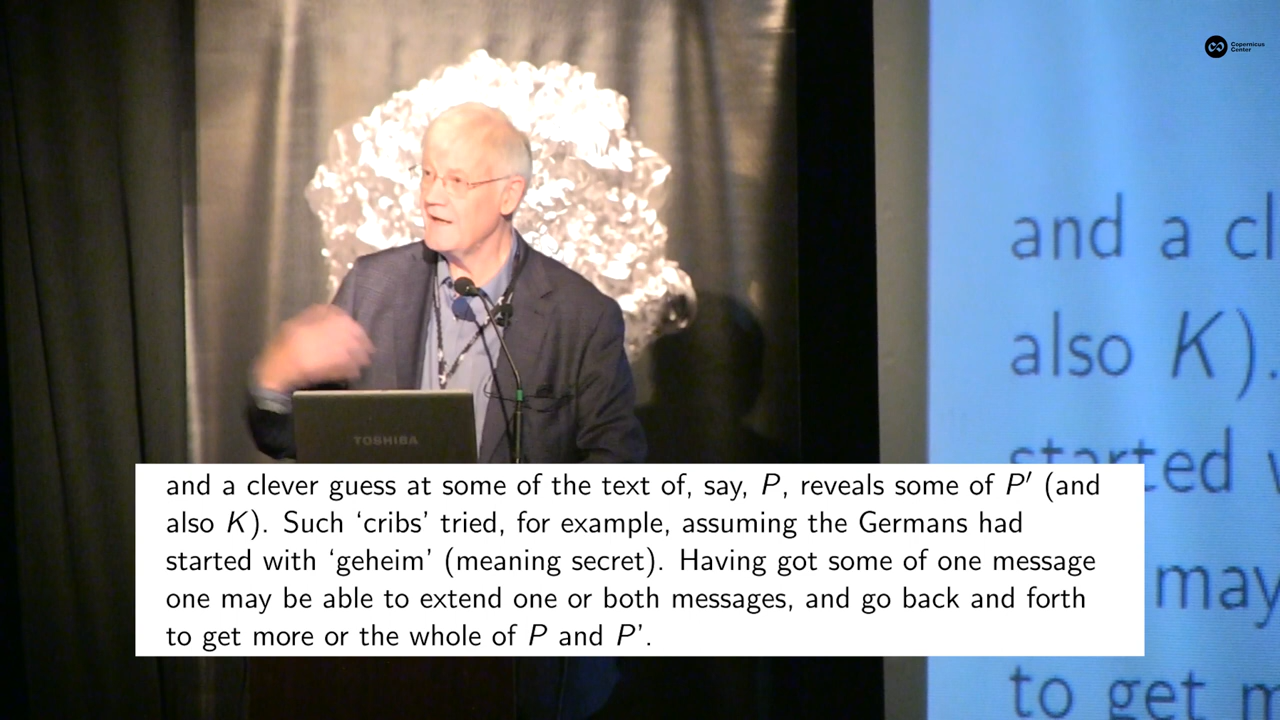 Copernicus
Center
and a cl
also K).
started w
may
to get m
TOSHIBA
and a clever guess at some of the text of, say, P, reveals some of P′ (and
also K). Such ‘cribs’ tried, for example, assuming the Germans had
started with ‘geheim’ (meaning secret). Having got some of one message
one may be able to extend one or both messages, and go back and forth
to get more or the whole of P and P’.